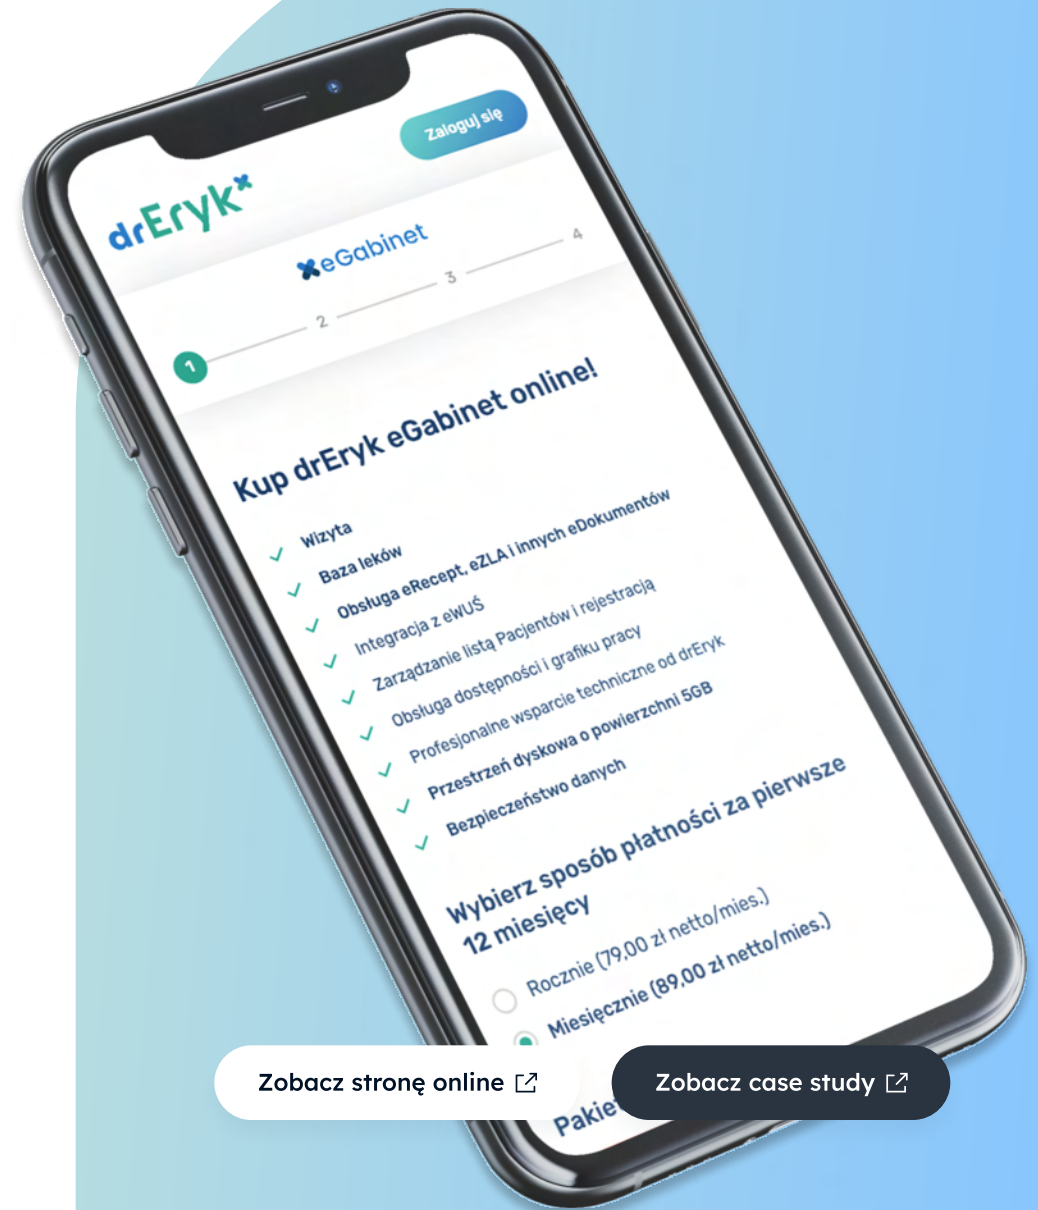 Zaloguj się
drEryk
eGabinet
1 2 3 4
Kup drEryk eGabinet online!
Wizyta
Baza leków
Obsługa eRecept, eZLA i innych eDokumentów
Integracja z eWUŚ
Zarządzanie listą Pacjentów i rejestracją
Obsługa dostępności i grafiku pracy
Profesjonalne wsparcie techniczne od drEryk
Przestrzeń dyskowa o powierzchni 5GB
Bezpieczeństwo danych
Wybierz sposób płatności za pierwsze
12 miesięcy
Rocznie (79,00 zł netto/mies.)
Miesięcznie (89,00 zł netto/mies.)
Zobacz stronę online
Zobacz case study